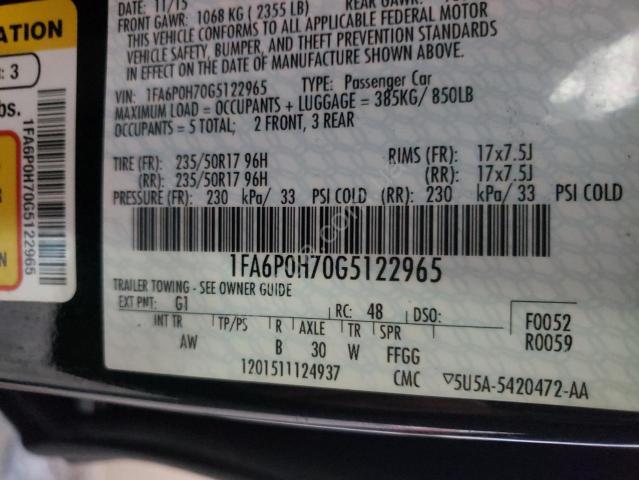 DATE: 11/15
FRONT GAWR: 1068 KG (2355 LB)
REAR GAWR:
THIS VEHICLE CONFORMS TO ALL APPLICABLE FEDERAL MOTOR
VEHICLE SAFETY, BUMPER, AND THEFT PREVENTION STANDARDS
IN EFFECT ON THE DATE OF MANUFACTURE SHOWN ABOVE.
VIN: 1FA6P0H70G5122965 TYPE: Passenger Car
MAXIMUM LOAD = OCCUPANTS + LUGGAGE = 385KG/850LB
OCCUPANTS = 5 TOTAL; 2 FRONT, 3 REAR
TIRE (FR): 235/50R17 96H RIMS (FR): 17x7.5J
(RR): 235/50R17 96H (RR): 17x7.5J
PRESSURE (FR): 230 kPa/ 33 PSI COLD (RR): 230 kPa/ 33 PSI COLD
1FA6P0H70G5122965
TRAILER TOWING - SEE OWNER GUIDE
EXT PNT: G1 RC: 48 DSO:
F0052
R0059
INT TR TP/PS R AXLE TR SPR
AW B 30 W FFGG
1201511124937 CMC ▽5U5A-5420472-AA
ATION
: 3
bs.
1FA6P0H70G5122965
N